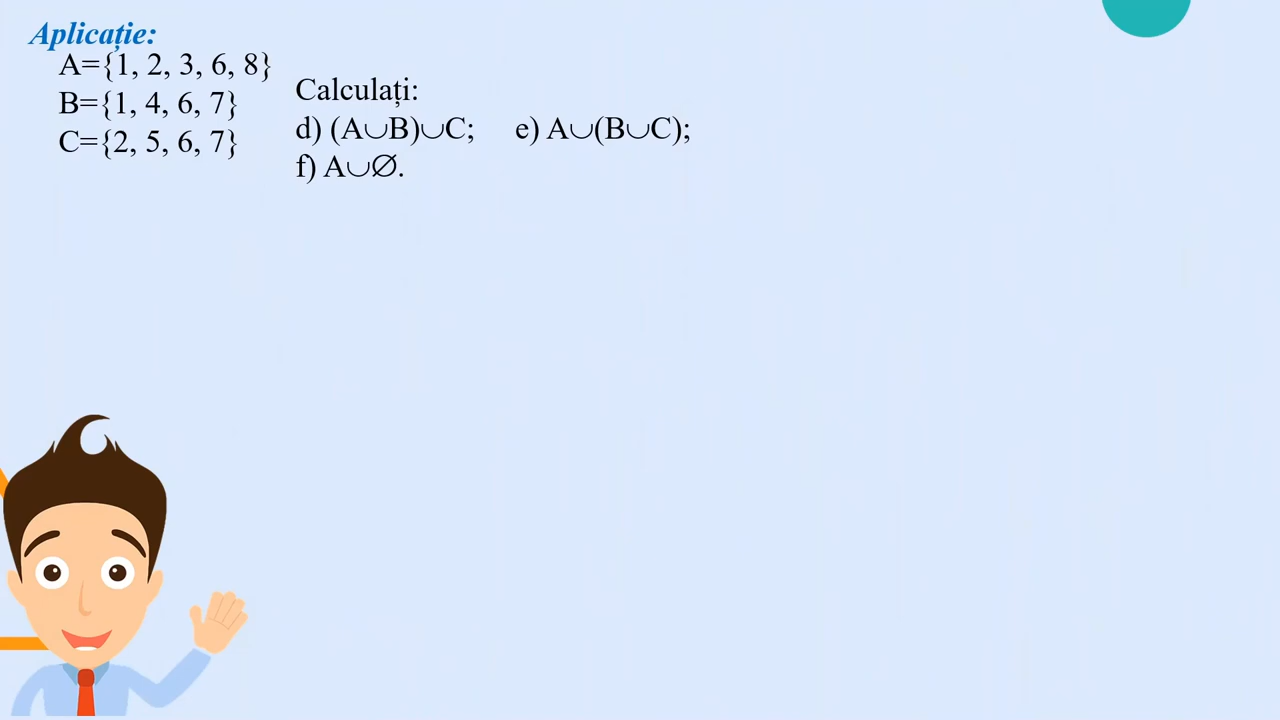 Aplicație:
A={1, 2, 3, 6, 8}
B={1, 4, 6, 7}
C={2, 5, 6, 7}
Calculați:
d) (A∪B)∪C; e) A∪(B∪C);
f) A∪∅.